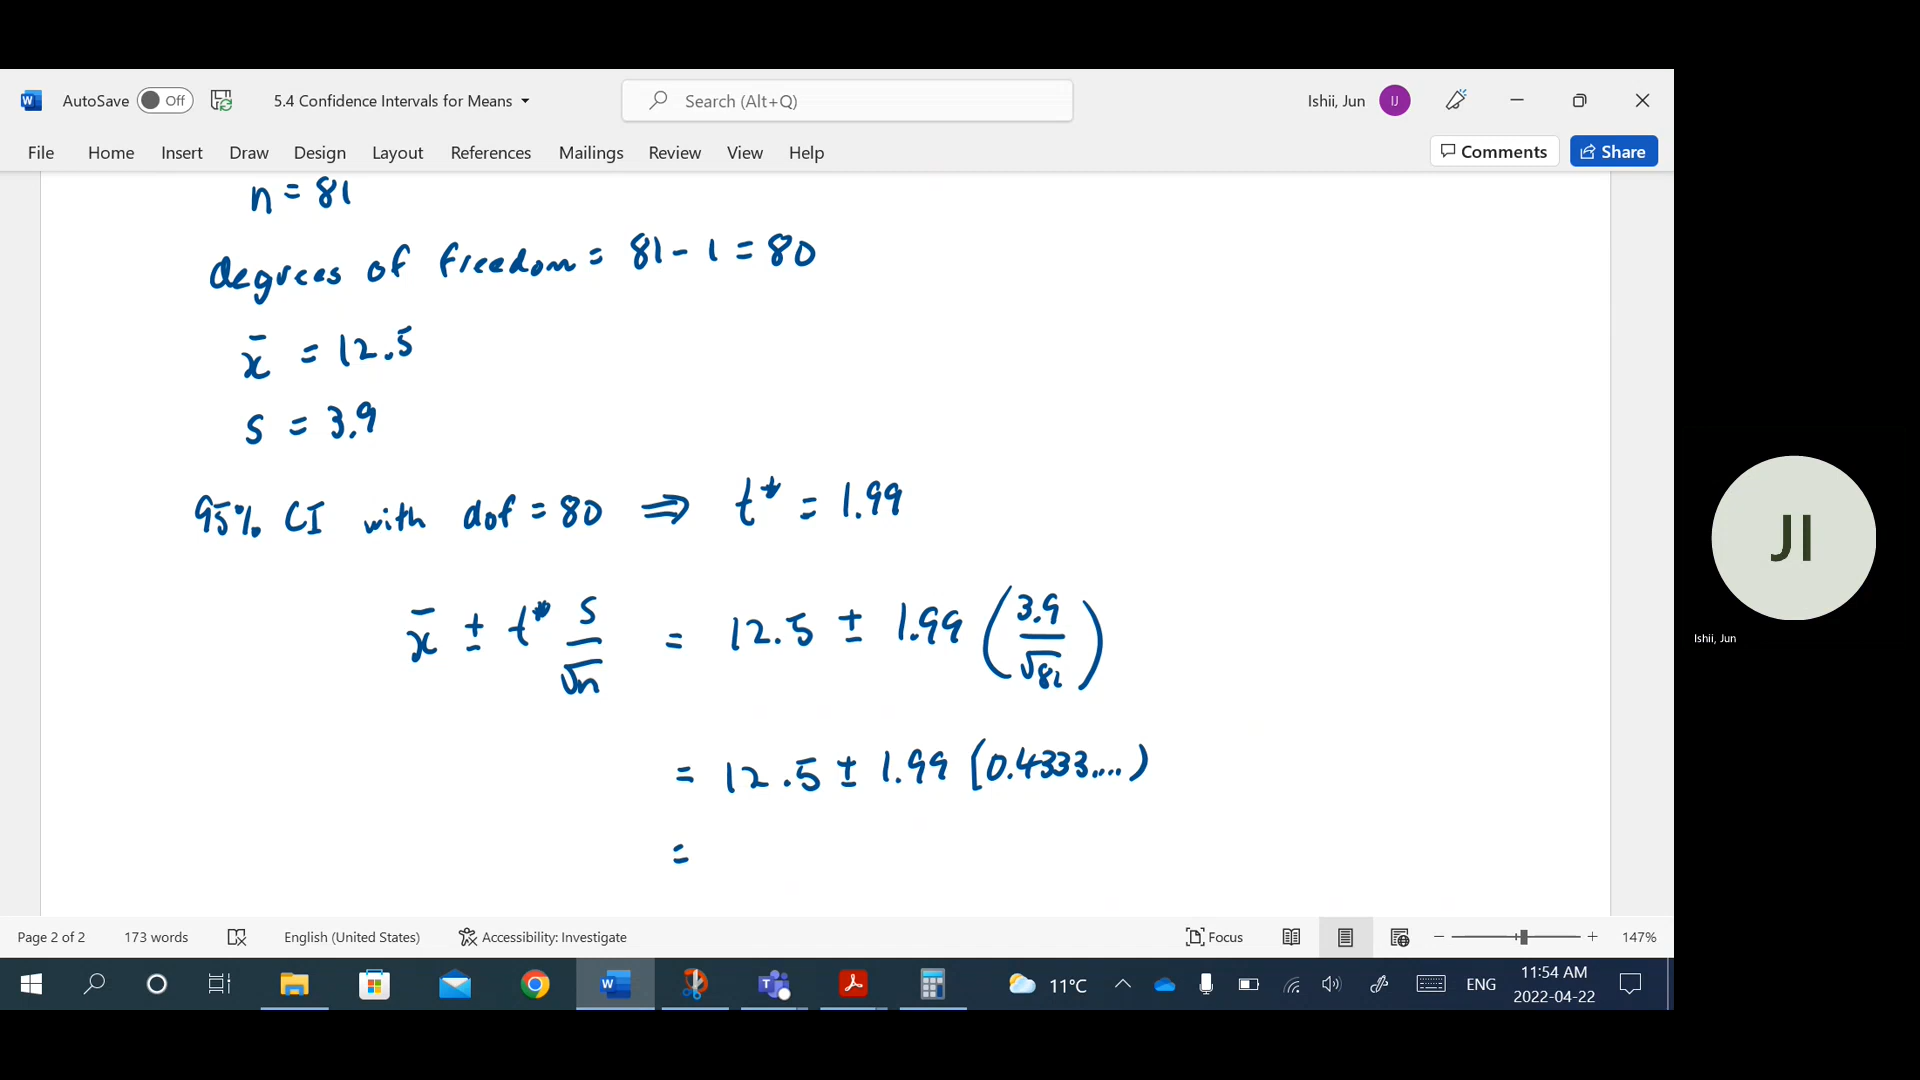 AutoSave Off 5.4 Confidence Intervals for Means Search (Alt+Q) Ishii, Jun IJ
File Home Insert Draw Design Layout References Mailings Review View Help Comments Share
n = 81
degrees of freedom = 81 - 1 = 80
x̄ = 12.5
s = 3.9
95% CI with dof = 80 ⇒ t* = 1.99
x̄ ± t* s/√n = 12.5 ± 1.99 (3.9/√81)
= 12.5 ± 1.99 (0.4333....)
=
JI
Ishii, Jun
Page 2 of 2 173 words English (United States) Accessibility: Investigate Focus 147%
11°C ENG 11:54 AM
2022-04-22